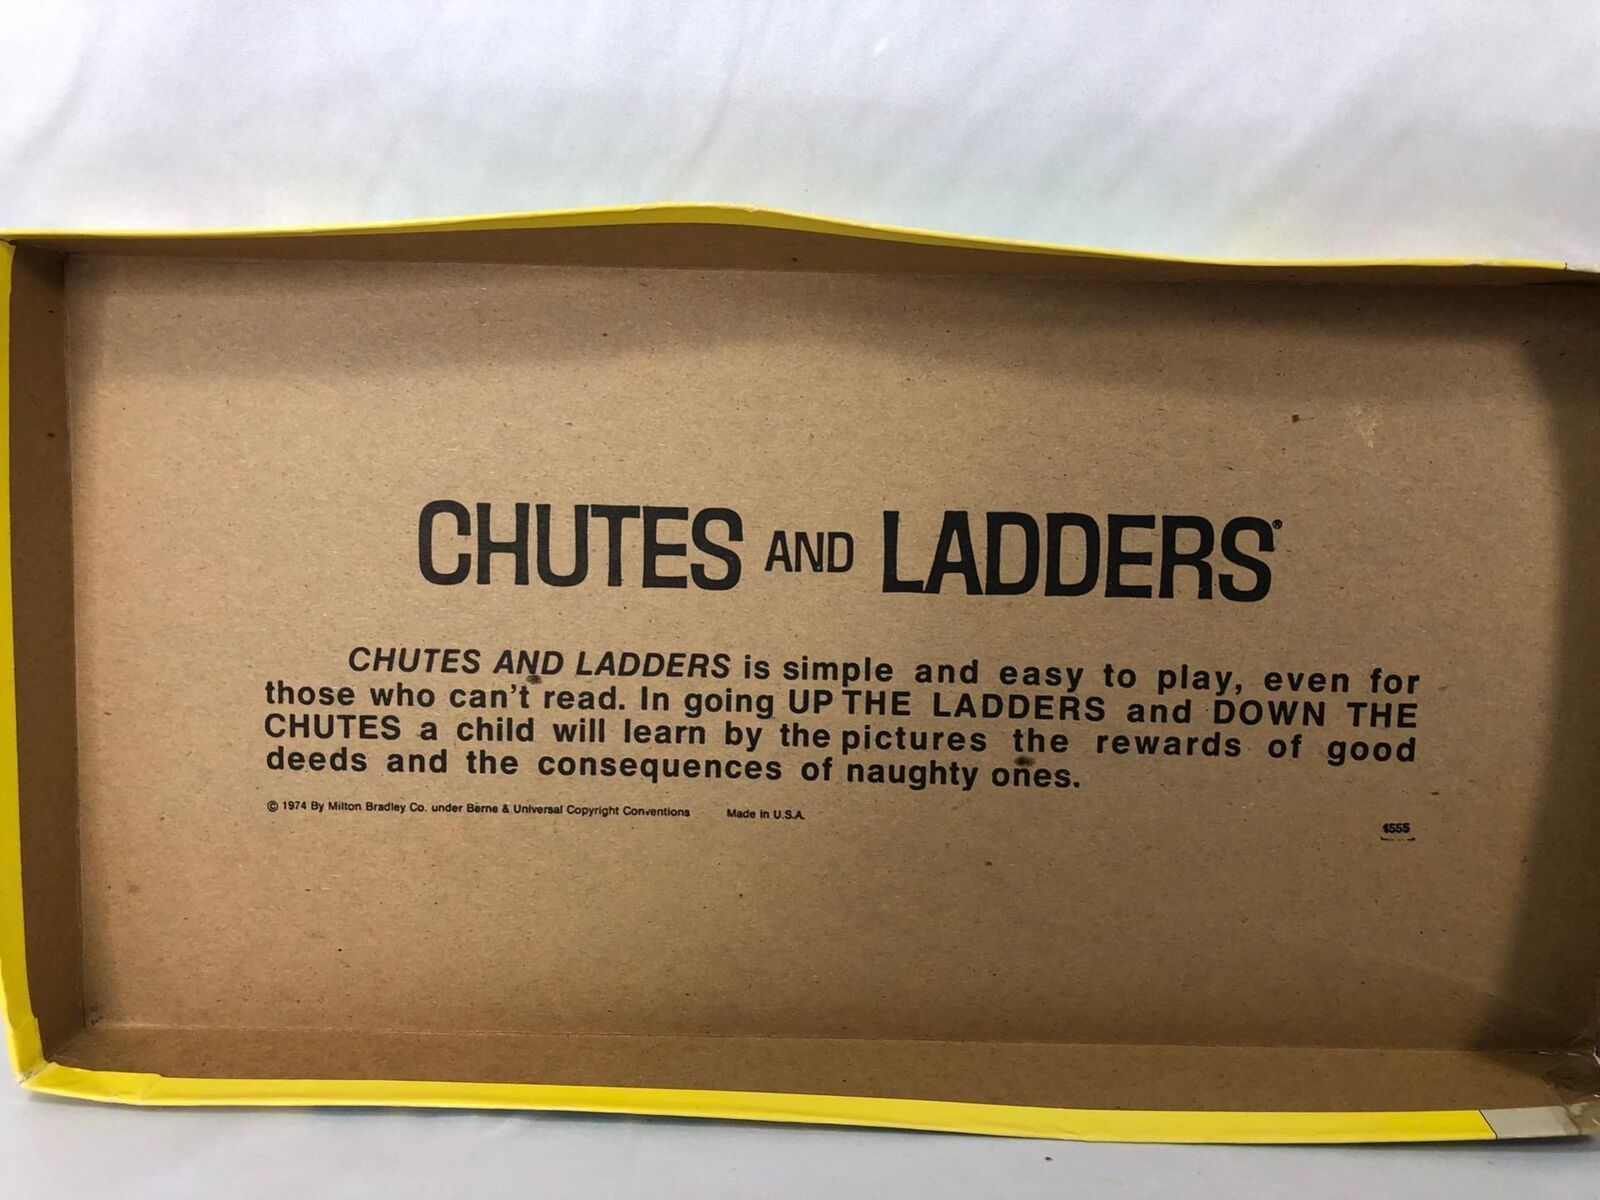 CHUTES AND LADDERS®
CHUTES AND LADDERS is simple and easy to play, even for
those who can't read. In going UP THE LADDERS and DOWN THE
CHUTES a child will learn by the pictures the rewards of good
deeds and the consequences of naughty ones.
© 1974 By Milton Bradley Co. under Berne & Universal Copyright Conventions Made in U.S.A.